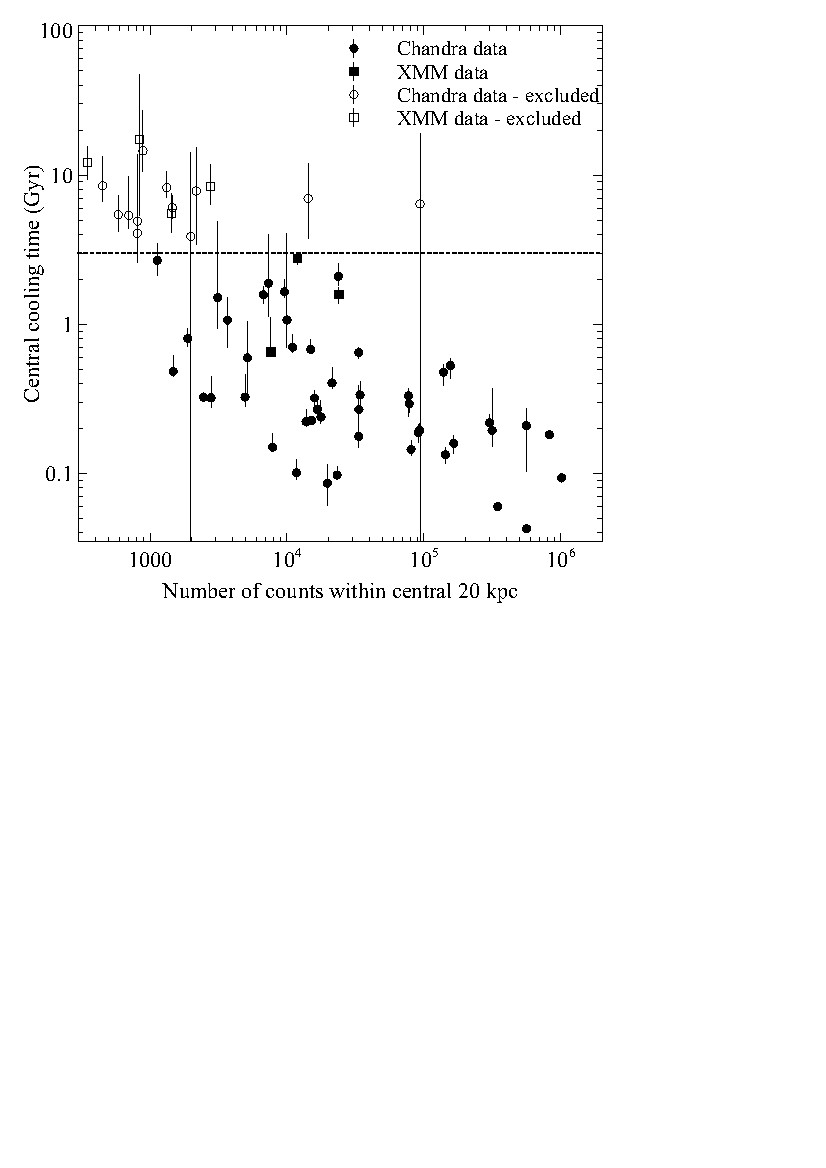 100
10
1
0.1
Central cooling time (Gyr)
Chandra data
XMM data
Chandra data - excluded
XMM data - excluded
1000 10⁴ 10⁵ 10⁶
Number of counts within central 20 kpc